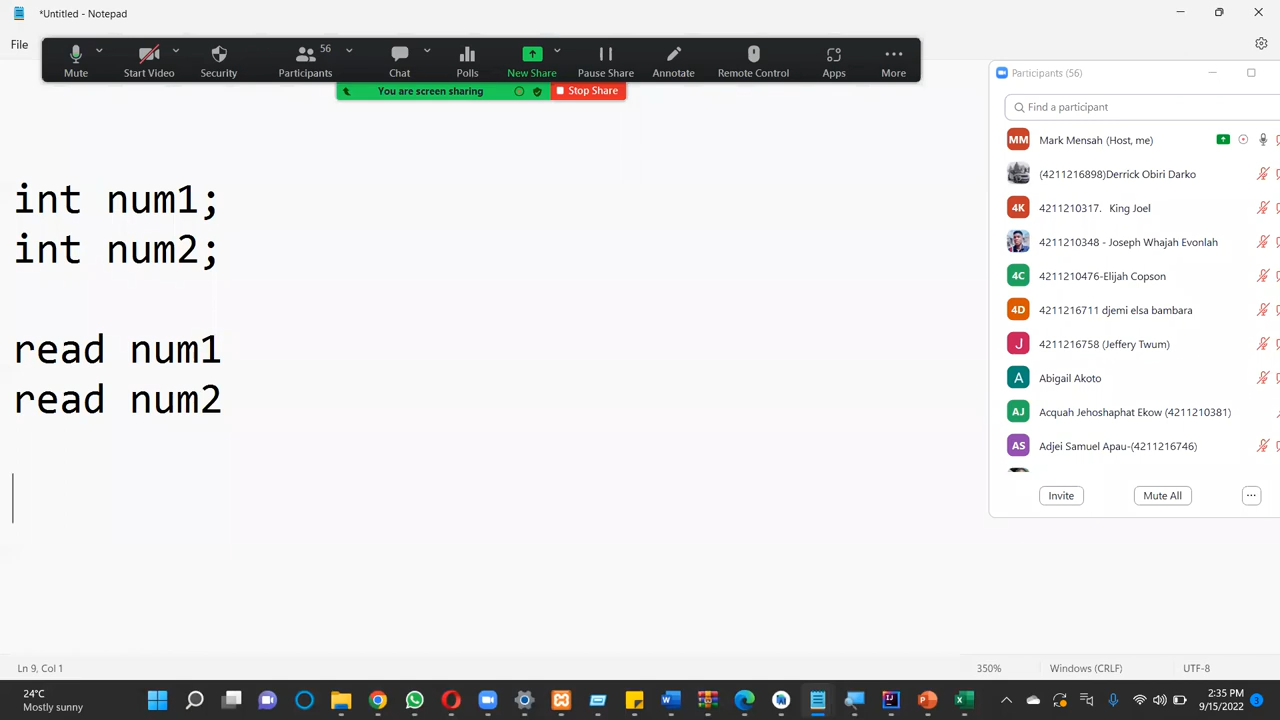 *Untitled - Notepad
File
56
Mute
Start Video
Security
Participants
Chat
Polls
New Share
Pause Share
Annotate
Remote Control
Apps
More
You are screen sharing
Stop Share
Participants (56)
Find a participant
MM Mark Mensah (Host, me)
(4211216898)Derrick Obiri Darko
4K 4211210317. King Joel
4211210348 - Joseph Whajah Evonlah
4C 4211210476-Elijah Copson
4D 4211216711 djemi elsa bambara
J 4211216758 (Jeffery Twum)
A Abigail Akoto
AJ Acquah Jehoshaphat Ekow (4211210381)
AS Adjei Samuel Apau-(4211216746)
Invite
Mute All
int num1;
int num2;
read num1
read num2
Ln 9, Col 1
350%
Windows (CRLF)
UTF-8
24°C
Mostly sunny
2:35 PM
9/15/2022
3